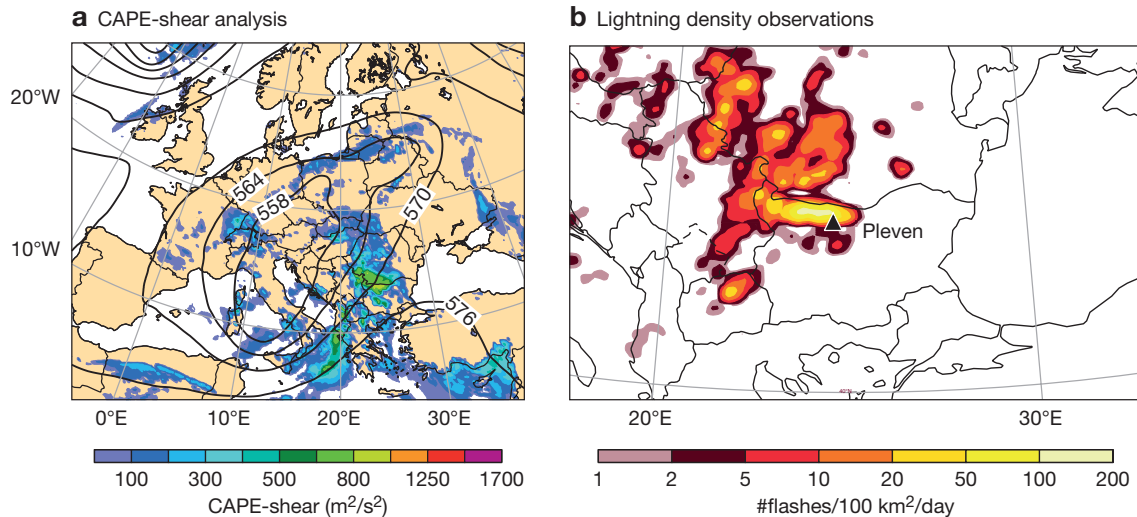 a CAPE-shear analysis
20°W
10°W
564
558
570
576
0°E 10°E 20°E 30°E
100 300 500 800 1250 1700
CAPE-shear (m²/s²)
b Lightning density observations
Pleven
20°E 30°E
1 2 5 10 20 50 100 200
#flashes/100 km²/day